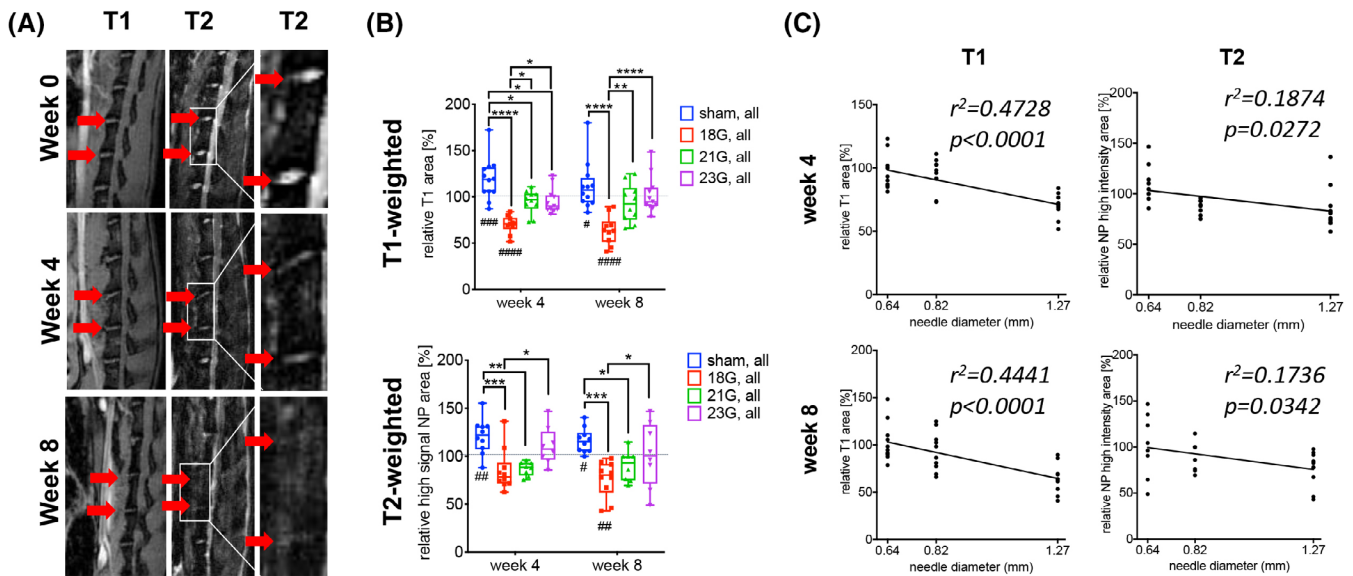 (A)
T1 T2 T2
Week 0
Week 4
Week 8
(B)
T1-weighted
relative T1 area [%]
200
150
100
50
0
* 
*
*
*
****
****
**
****
###
####
#
####
week 4 week 8
sham, all
18G, all
21G, all
23G, all
T2-weighted
relative high signal NP area [%]
200
150
100
50
0
*
**
***
*
*
***
##
#
##
week 4 week 8
sham, all
18G, all
21G, all
23G, all
(C)
T1 T2
week 4
relative T1 area [%]
150
100
50
0
r²=0.4728
p<0.0001
0.64 0.82 1.27
needle diameter (mm)
relative NP high intensity area [%]
200
150
100
50
0
r²=0.1874
p=0.0272
0.64 0.82 1.27
needle diameter (mm)
week 8
relative T1 area [%]
200
150
100
50
0
r²=0.4441
p<0.0001
0.64 0.82 1.27
needle diameter (mm)
relative NP high intensity area [%]
200
150
100
50
0
r²=0.1736
p=0.0342
0.64 0.82 1.27
needle diameter (mm)